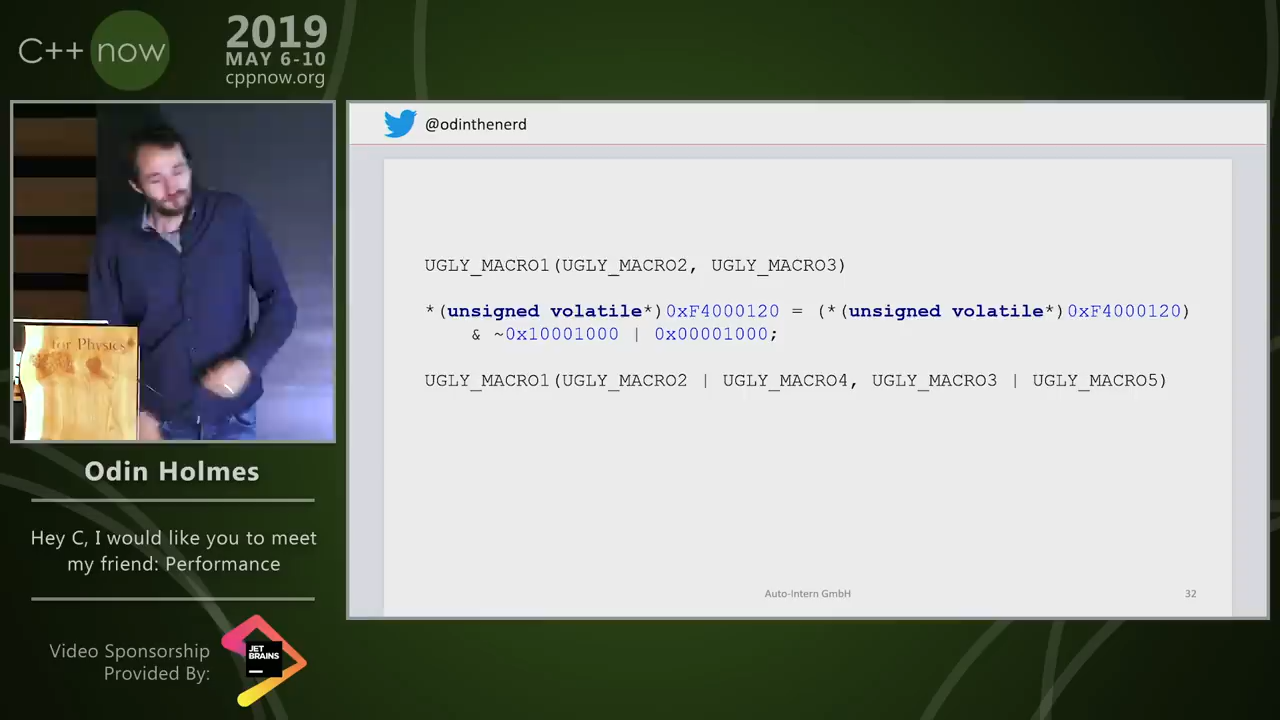 C++ now
2019
MAY 6-10
cppnow.org
@odinthenerd
UGLY_MACRO1(UGLY_MACRO2, UGLY_MACRO3)
*(unsigned volatile*)0xF4000120 = (*(unsigned volatile*)0xF4000120)
& ~0x10001000 | 0x00001000;
UGLY_MACRO1(UGLY_MACRO2 | UGLY_MACRO4, UGLY_MACRO3 | UGLY_MACRO5)
Auto-Intern GmbH
32
for Physics
Odin Holmes
Hey C, I would like you to meet
my friend: Performance
Video Sponsorship
Provided By:
JET
BRAINS